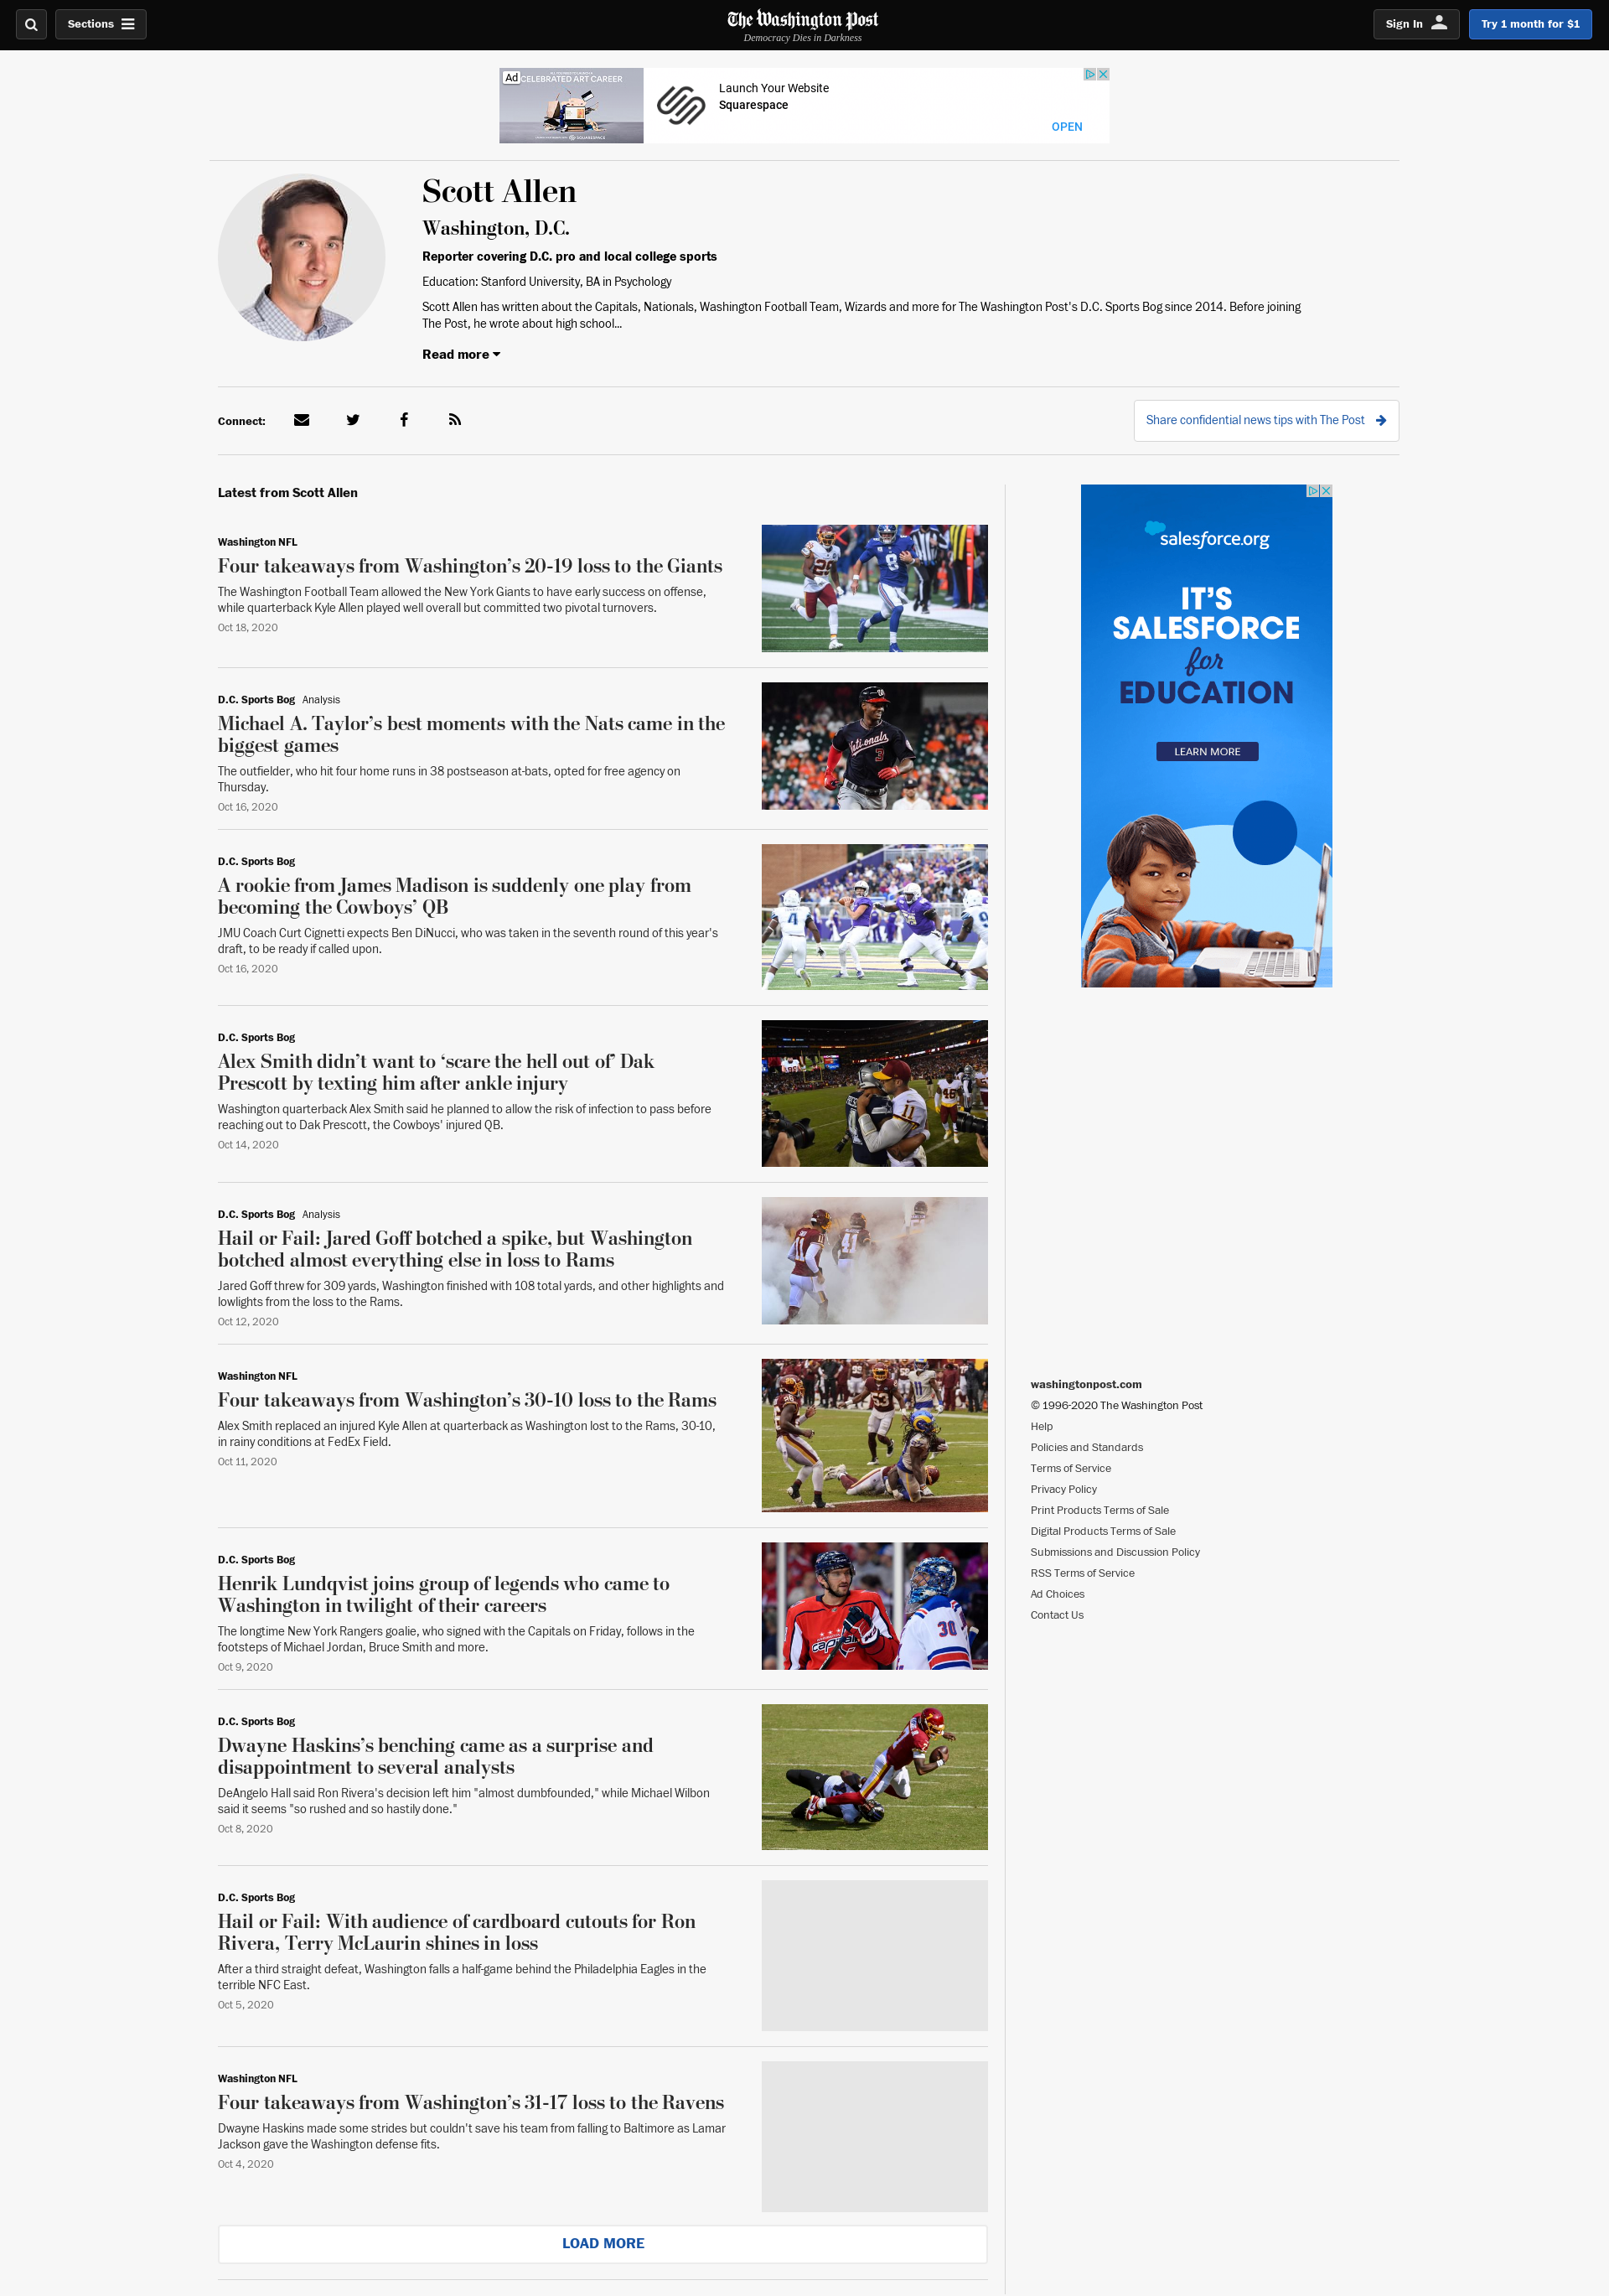 Sections
The Washington Post
Democracy Dies in Darkness
Sign In
Try 1 month for $1
Ad
CELEBRATED ART CAREER
Launch Your Website
Squarespace
OPEN
Scott Allen
Washington, D.C.
Reporter covering D.C. pro and local college sports
Education: Stanford University, BA in Psychology
Scott Allen has written about the Capitals, Nationals, Washington Football Team, Wizards and more for The Washington Post's D.C. Sports Bog since 2014. Before joining
The Post, he wrote about high school...
Read more
Connect:
Share confidential news tips with The Post
Latest from Scott Allen
Washington NFL
Four takeaways from Washington’s 20-19 loss to the Giants
The Washington Football Team allowed the New York Giants to have early success on offense,
while quarterback Kyle Allen played well overall but committed two pivotal turnovers.
Oct 18, 2020
D.C. Sports Bog Analysis
Michael A. Taylor’s best moments with the Nats came in the
biggest games
The outfielder, who hit four home runs in 38 postseason at-bats, opted for free agency on
Thursday.
Oct 16, 2020
D.C. Sports Bog
A rookie from James Madison is suddenly one play from
becoming the Cowboys’ QB
JMU Coach Curt Cignetti expects Ben DiNucci, who was taken in the seventh round of this year's
draft, to be ready if called upon.
Oct 16, 2020
D.C. Sports Bog
Alex Smith didn’t want to ‘scare the hell out of’ Dak
Prescott by texting him after ankle injury
Washington quarterback Alex Smith said he planned to allow the risk of infection to pass before
reaching out to Dak Prescott, the Cowboys' injured QB.
Oct 14, 2020
D.C. Sports Bog Analysis
Hail or Fail: Jared Goff botched a spike, but Washington
botched almost everything else in loss to Rams
Jared Goff threw for 309 yards, Washington finished with 108 total yards, and other highlights and
lowlights from the loss to the Rams.
Oct 12, 2020
Washington NFL
Four takeaways from Washington’s 30-10 loss to the Rams
Alex Smith replaced an injured Kyle Allen at quarterback as Washington lost to the Rams, 30-10,
in rainy conditions at FedEx Field.
Oct 11, 2020
D.C. Sports Bog
Henrik Lundqvist joins group of legends who came to
Washington in twilight of their careers
The longtime New York Rangers goalie, who signed with the Capitals on Friday, follows in the
footsteps of Michael Jordan, Bruce Smith and more.
Oct 9, 2020
D.C. Sports Bog
Dwayne Haskins’s benching came as a surprise and
disappointment to several analysts
DeAngelo Hall said Ron Rivera's decision left him "almost dumbfounded," while Michael Wilbon
said it seems "so rushed and so hastily done."
Oct 8, 2020
D.C. Sports Bog
Hail or Fail: With audience of cardboard cutouts for Ron
Rivera, Terry McLaurin shines in loss
After a third straight defeat, Washington falls a half-game behind the Philadelphia Eagles in the
terrible NFC East.
Oct 5, 2020
Washington NFL
Four takeaways from Washington’s 31-17 loss to the Ravens
Dwayne Haskins made some strides but couldn't save his team from falling to Baltimore as Lamar
Jackson gave the Washington defense fits.
Oct 4, 2020
LOAD MORE
salesforce.org
IT’S
SALESFORCE
for
EDUCATION
LEARN MORE
washingtonpost.com
© 1996-2020 The Washington Post
Help
Policies and Standards
Terms of Service
Privacy Policy
Print Products Terms of Sale
Digital Products Terms of Sale
Submissions and Discussion Policy
RSS Terms of Service
Ad Choices
Contact Us